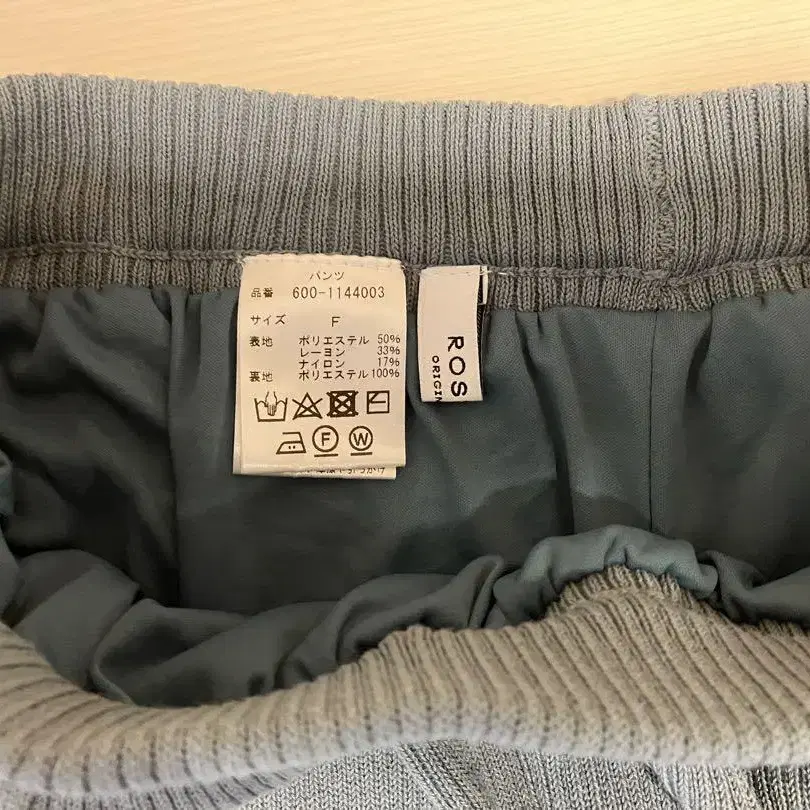 パンツ
品番 600-1144003
サイズ F
表地 ポリエステル 50%
レーヨン 33%
ナイロン 17%
裏地 ポリエステル 100%
F W
ROS
ORIGIN